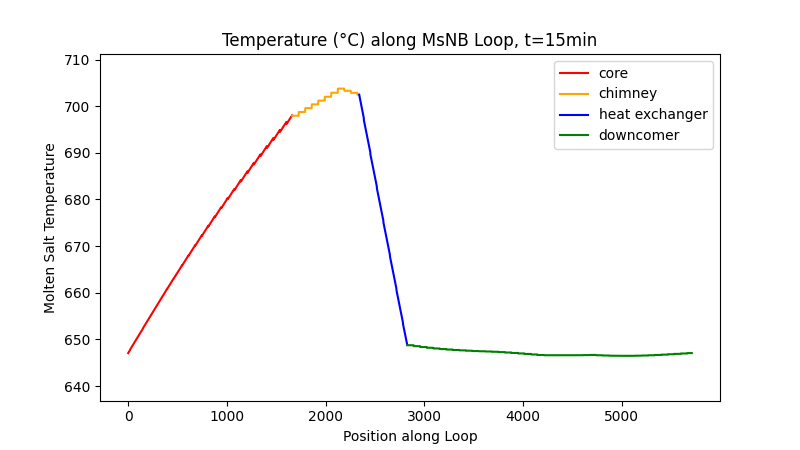 Temperature (°C) along MsNB Loop, t=15min
core
chimney
heat exchanger
downcomer
Molten Salt Temperature
710
700
690
680
670
660
650
640
0 1000 2000 3000 4000 5000
Position along Loop